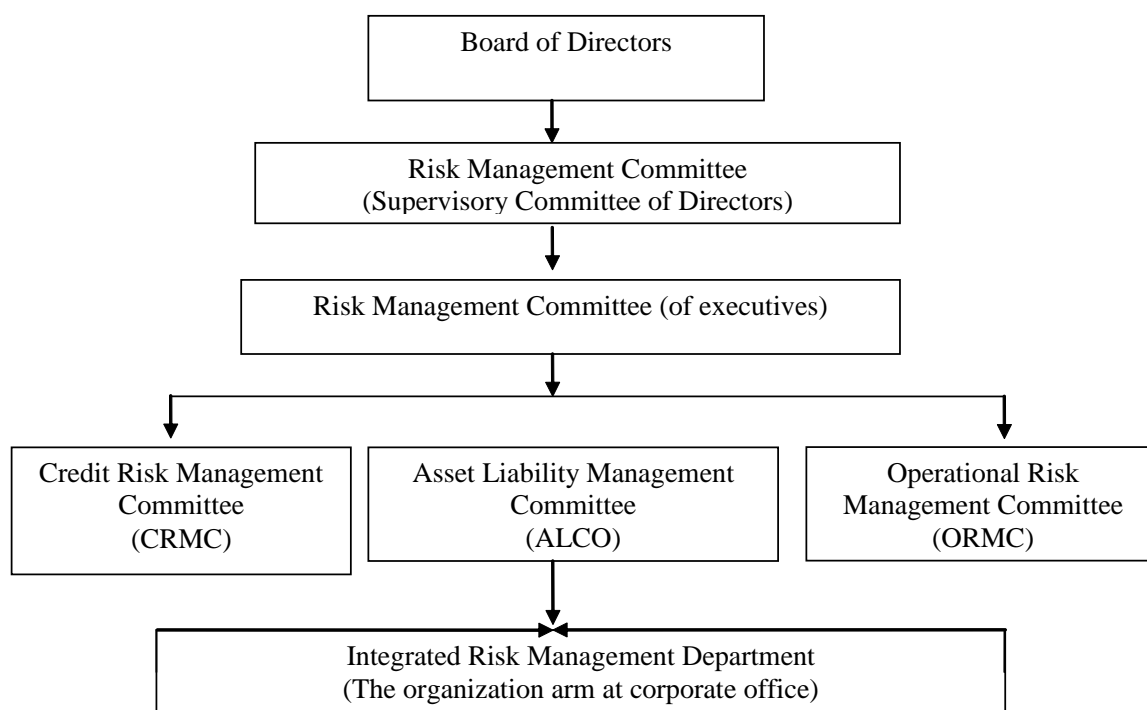 Board of Directors
Risk Management Committee
(Supervisory Committee of Directors)
Risk Management Committee (of executives)
Credit Risk Management
Committee
(CRMC)
Asset Liability Management
Committee
(ALCO)
Operational Risk
Management Committee
(ORMC)
Integrated Risk Management Department
(The organization arm at corporate office)